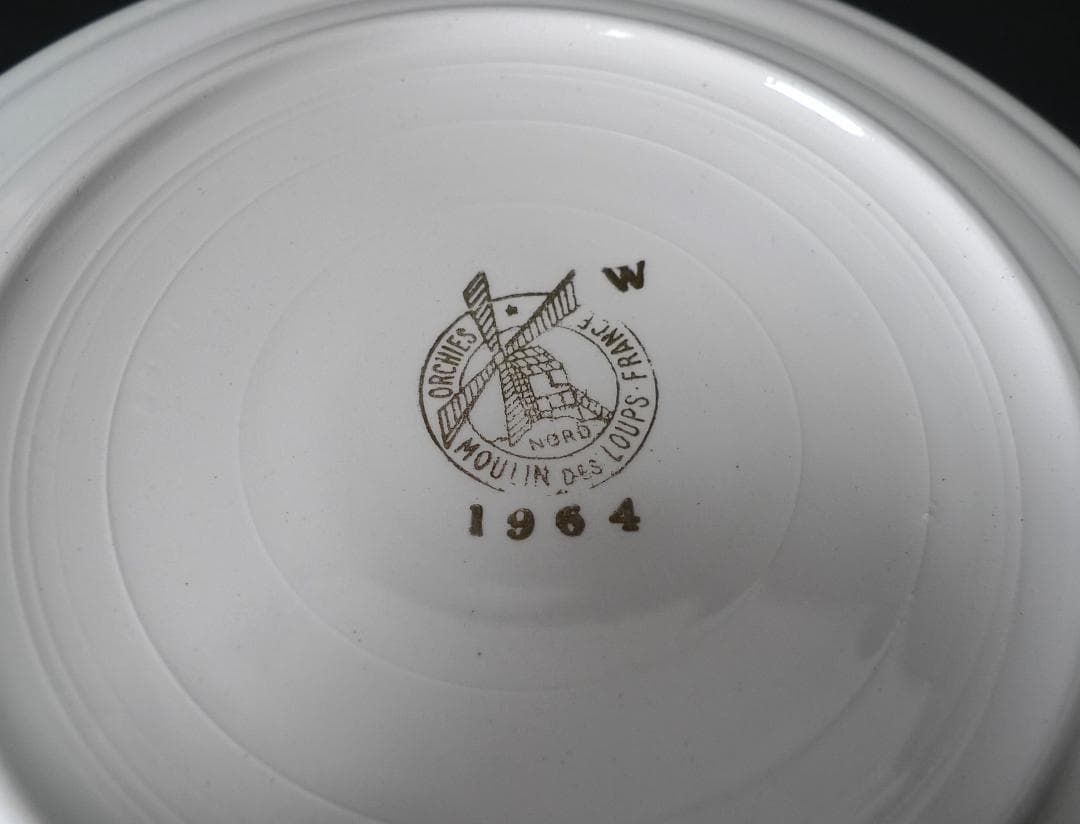 W
ORCHIES
MOULIN DES LOUPS · FRANCE
NORD
1964